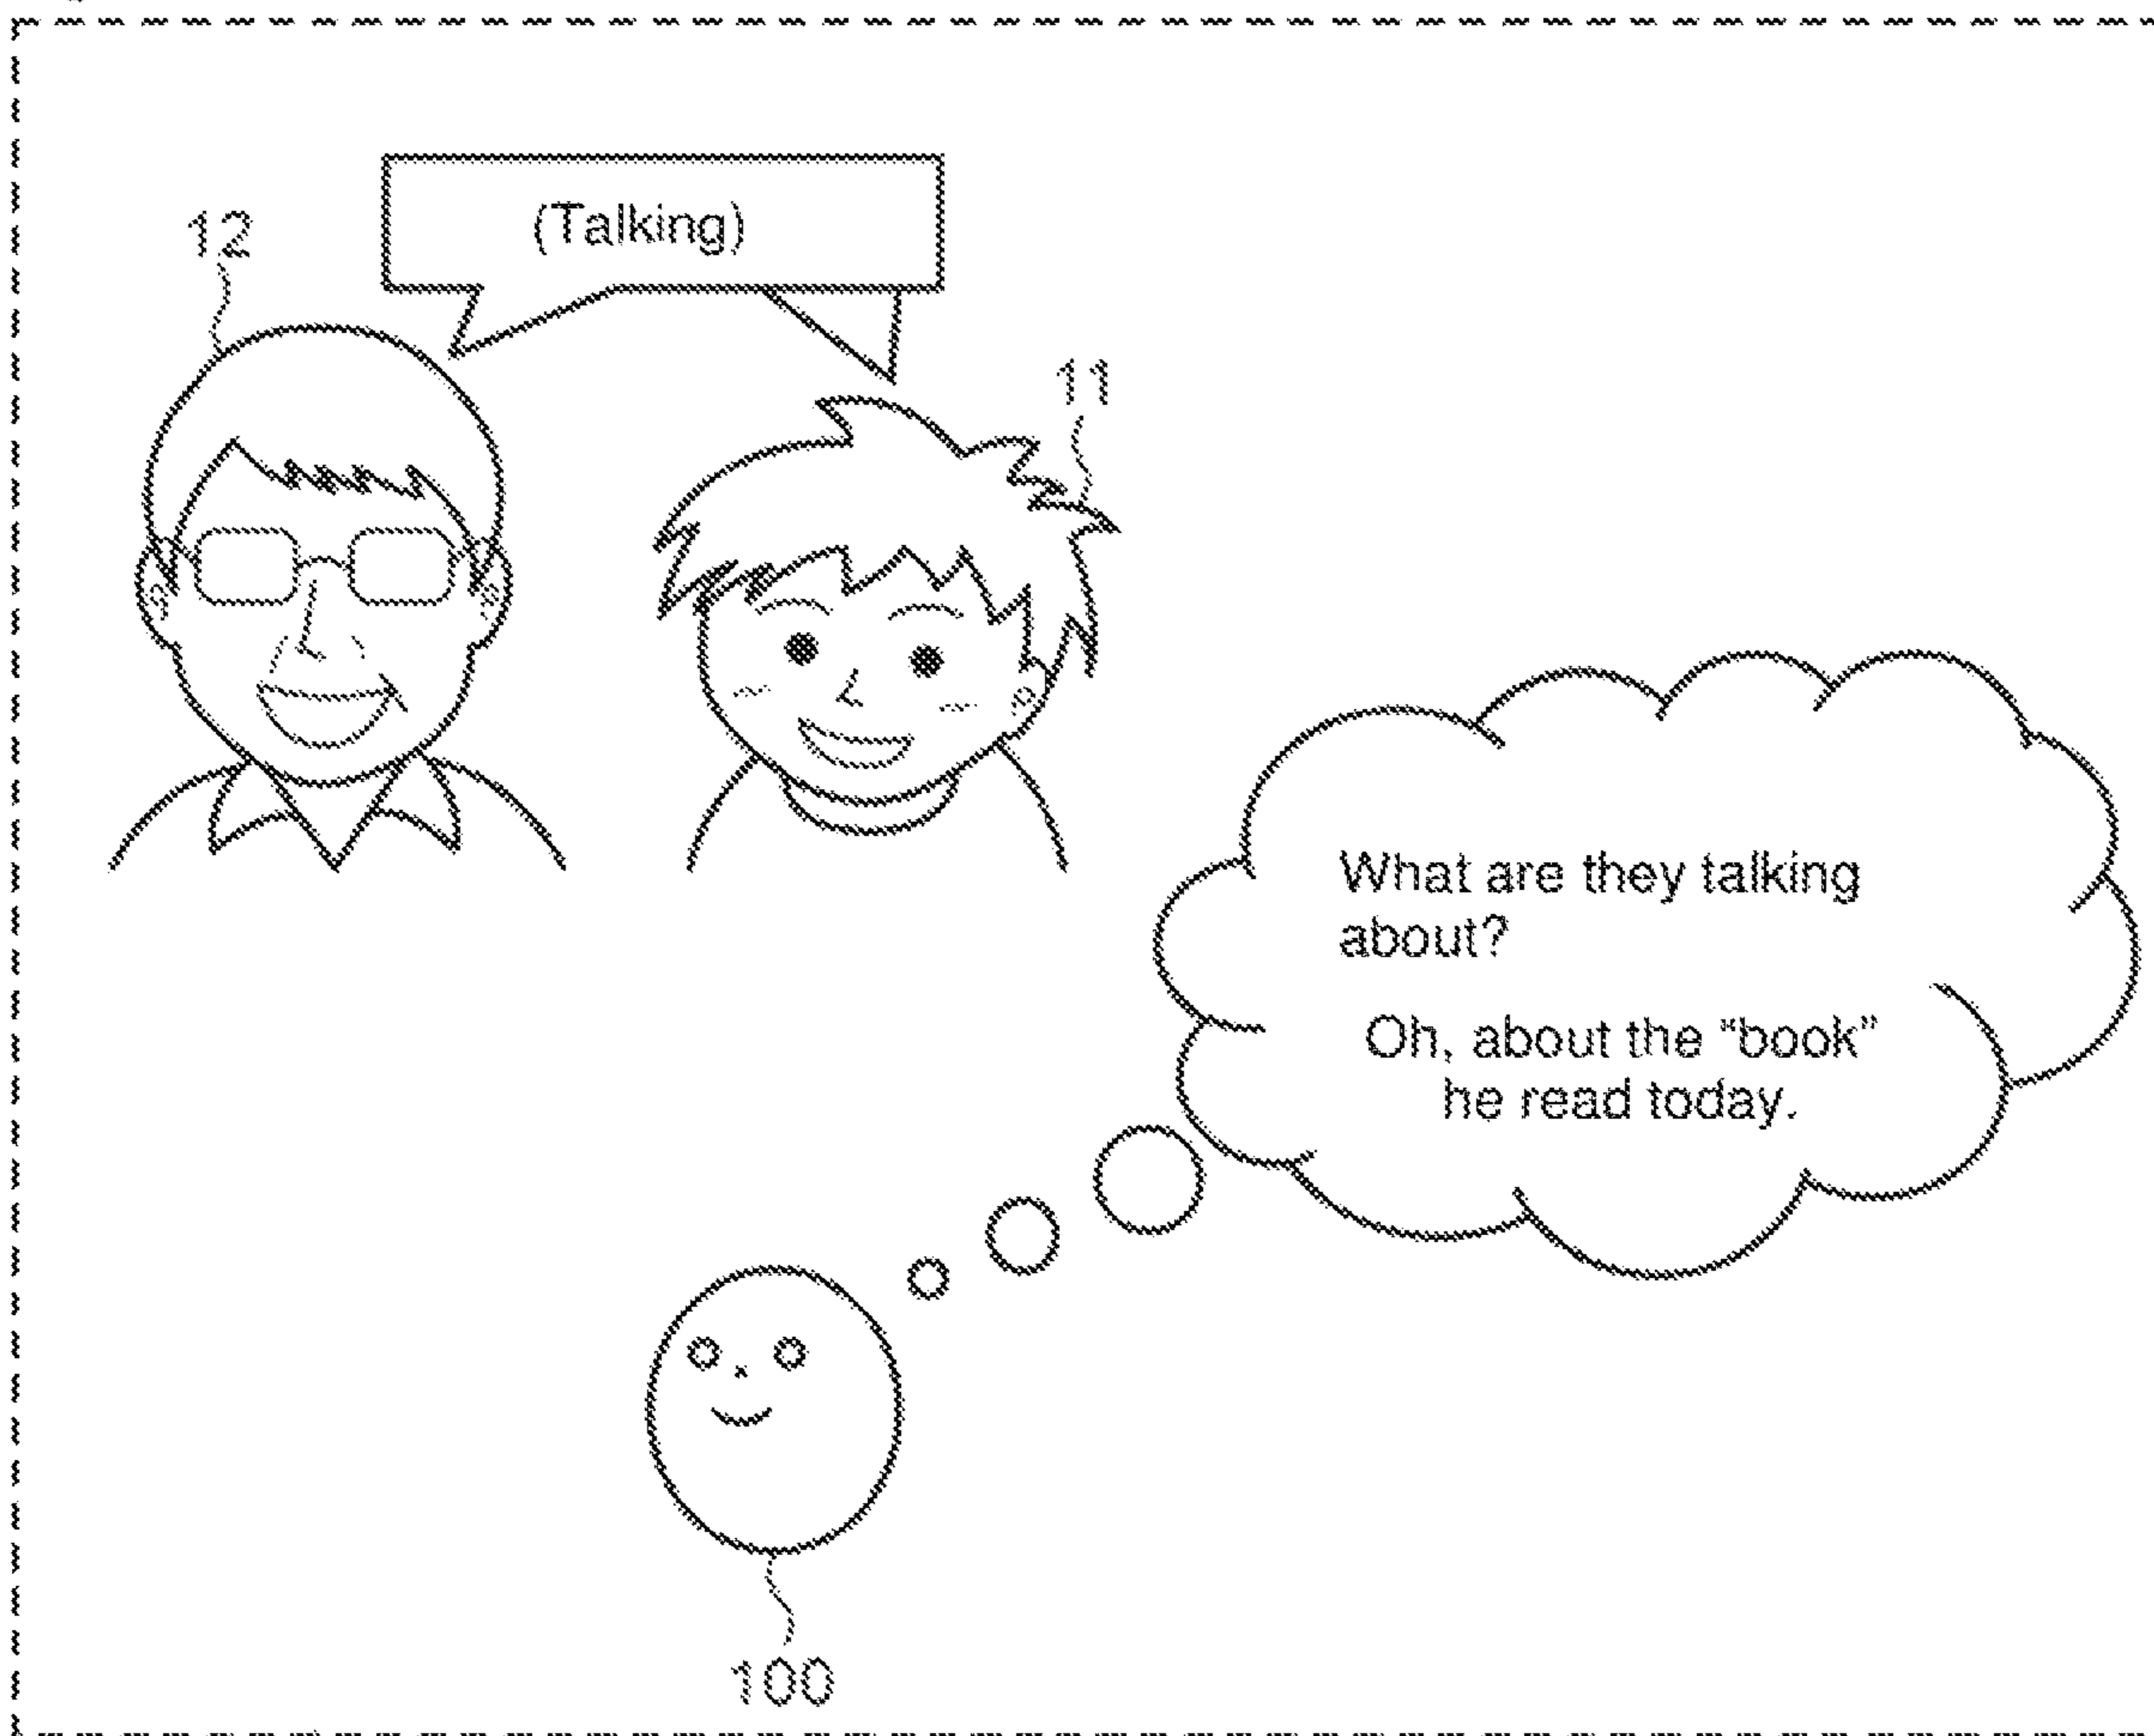 12
(Talking)
11
What are they talking
about?
Oh, about the “book”
he read today.
100